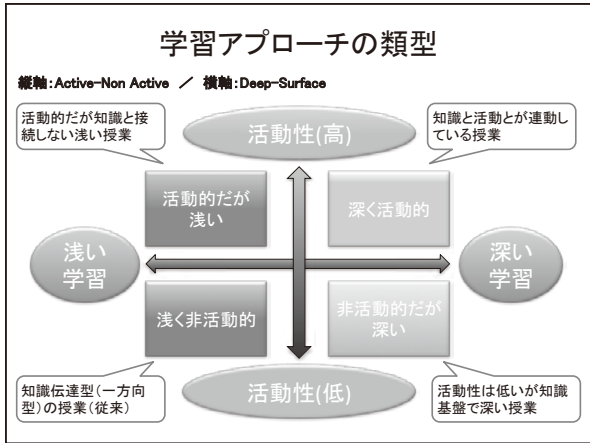 学習アプローチの類型
縦軸:Active-Non Active ／ 横軸:Deep-Surface
活動的だが知識と接
続しない浅い授業
活動性(高)
知識と活動とが連動し
ている授業
活動的だが
浅い
深く活動的
浅い
学習
深い
学習
浅く非活動的
非活動的だが
深い
知識伝達型(一方向
型)の授業(従来)
活動性(低)
活動性は低いが知識
基盤で深い授業